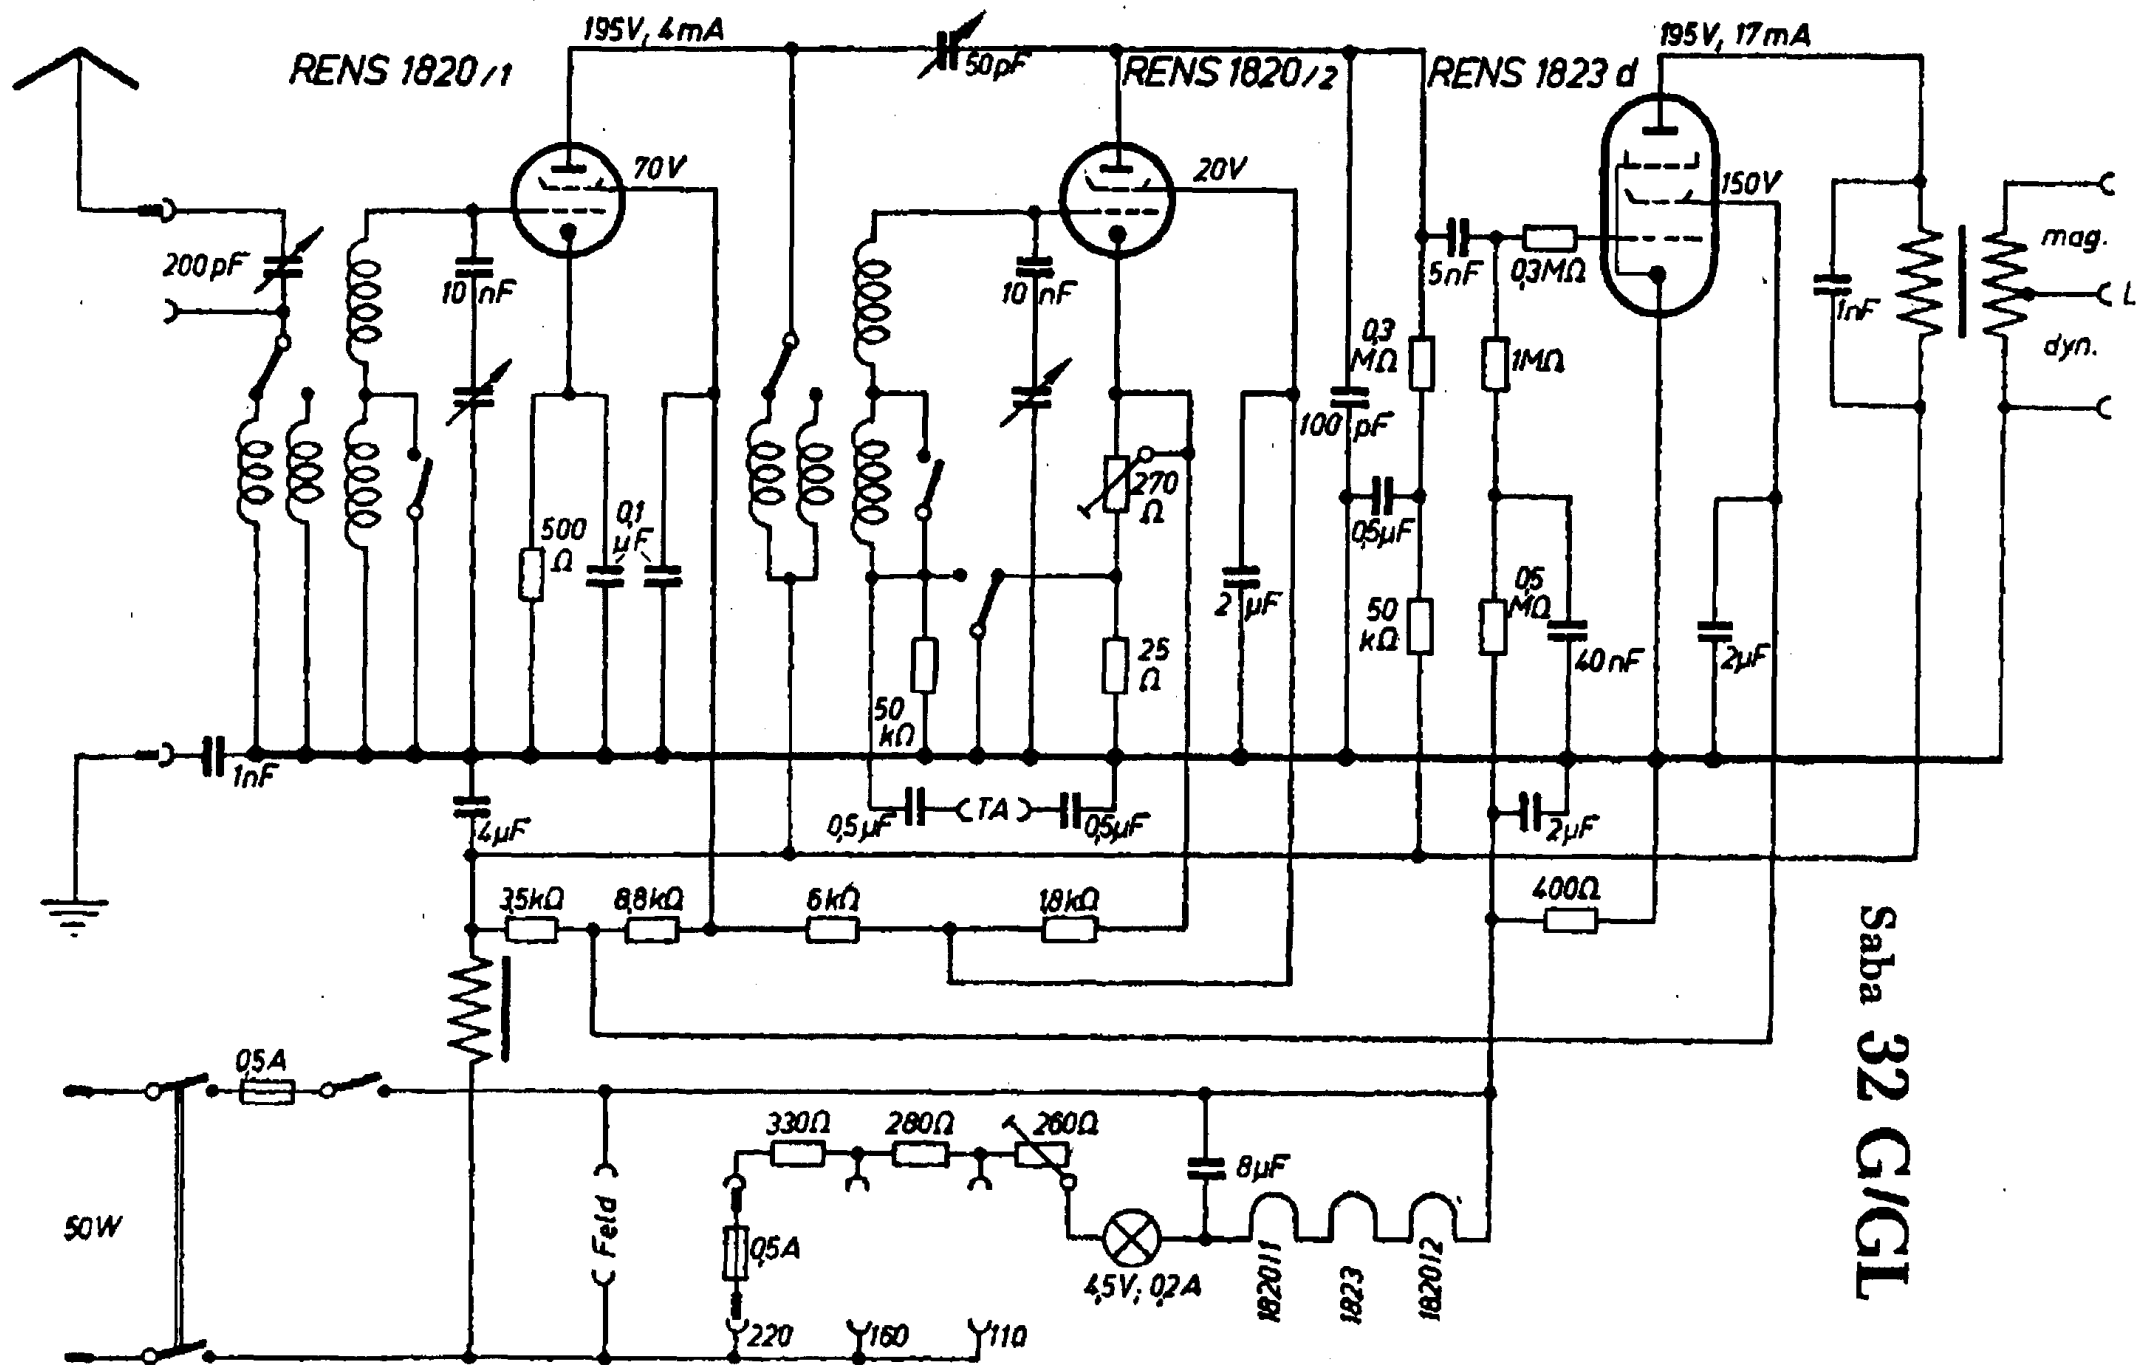 195V, 4mA
195V, 17mA
RENS 1820/1
50pF
RENS 1820/2
RENS 1823 d
70V
20V
150V
200pF
10 nF
10 nF
5nF
0,3MΩ
1nF
mag.
L
dyn.
0,3
MΩ
1MΩ
100 pF
500
Ω
0,1
µF
270
Ω
0,5µF
2 µF
50
kΩ
0,5
MΩ
40nF
2µF
25
Ω
50
kΩ
1nF
4µF
0,5µF
TA
0,5µF
2µF
3,5kΩ
8,8kΩ
6kΩ
1,8kΩ
400Ω
Saba 32 G/GL
0,5A
330Ω
280Ω
260Ω
8µF
50W
Feld
0,5A
4,5V; 0,2A
1820/1
1823
1820/2
220
160
110